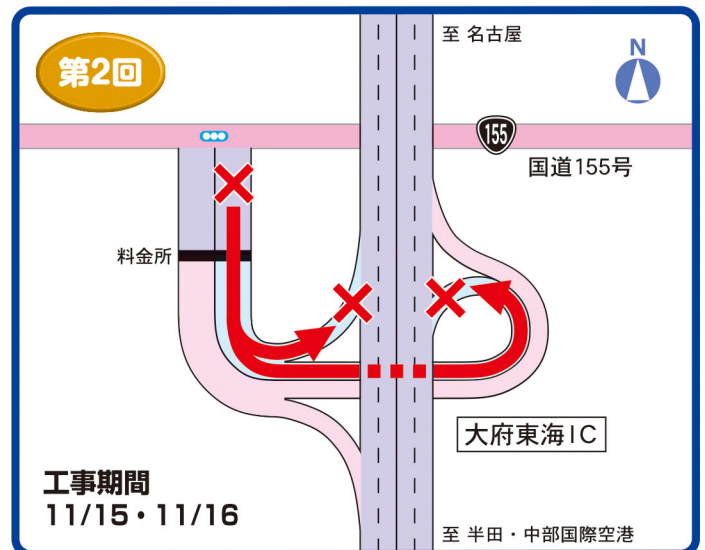 第2回
至 名古屋
N
155
国道155号
料金所
大府東海IC
工事期間
11/15・11/16
至 半田・中部国際空港